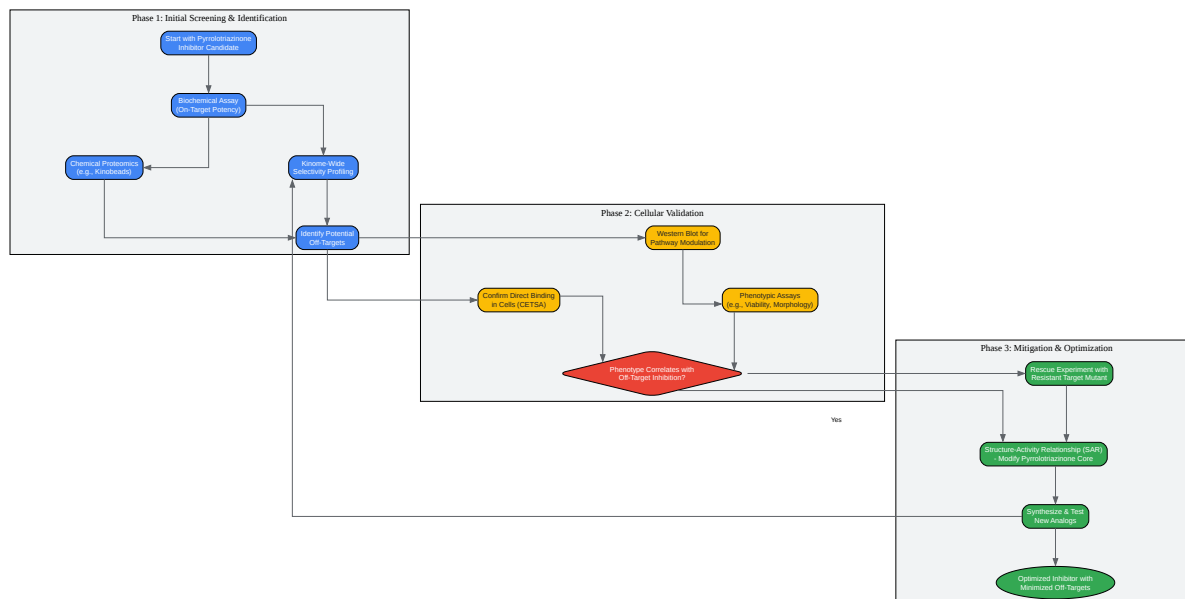 Phase 1: Initial Screening & Identification
Start with Pyrrolotriazinone
Inhibitor Candidate
Biochemical Assay
(On-Target Potency)
Chemical Proteomics
(e.g., Kinobeads)
Kinome-Wide
Selectivity Profiling
Identify Potential
Off-Targets
Phase 2: Cellular Validation
Western Blot for
Pathway Modulation
Confirm Direct Binding
in Cells (CETSA)
Phenotypic Assays
(e.g., Viability, Morphology)
Phenotype Correlates with
Off-Target Inhibition?
Yes
Phase 3: Mitigation & Optimization
Rescue Experiment with
Resistant Target Mutant
Structure-Activity Relationship (SAR)
- Modify Pyrrolotriazinone Core
Synthesize & Test
New Analogs
Optimized Inhibitor with
Minimized Off-Targets